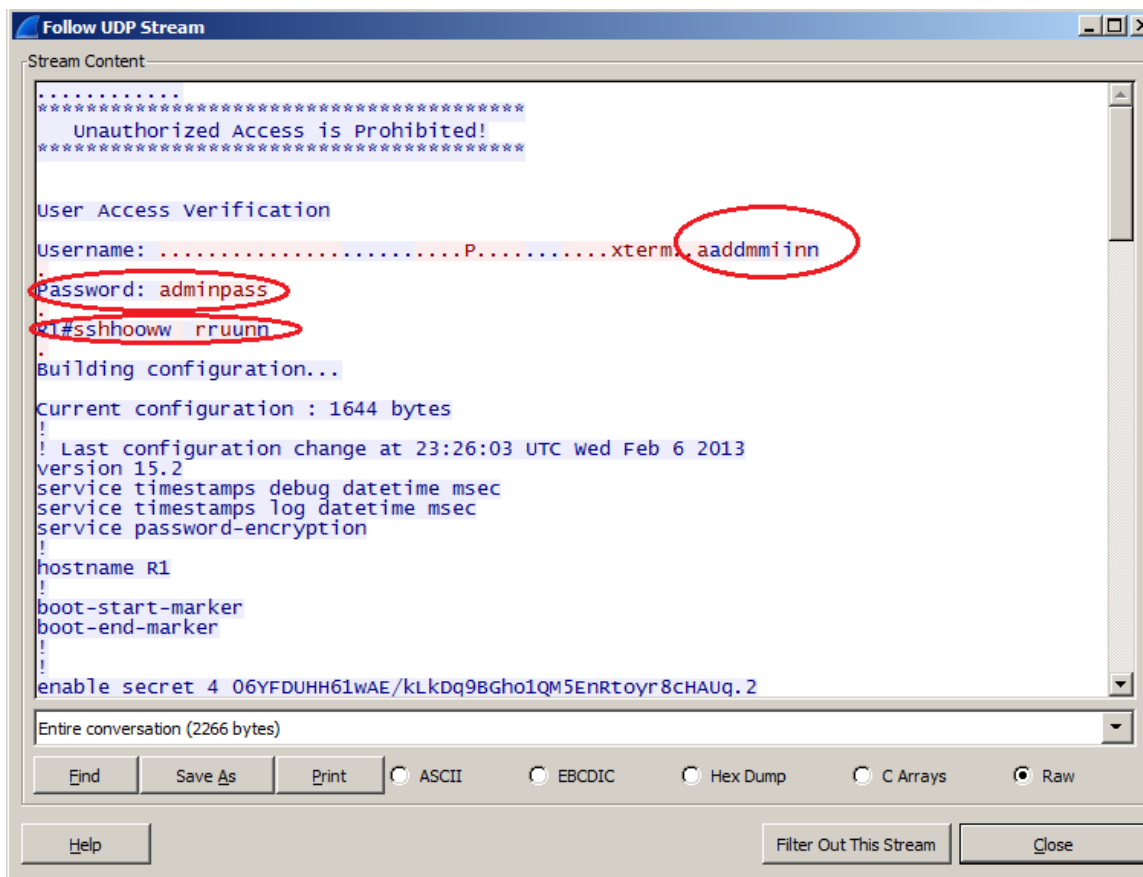 Follow UDP Stream
Stream Content
............
****************************************
Unauthorized Access is Prohibited!
****************************************
User Access Verification
Username: .........................P..........xterm..aaddmmiinn
.
Password: adminpass
.
R1#sshhooww  rruunn
.
Building configuration...
Current configuration : 1644 bytes
!
! Last configuration change at 23:26:03 UTC Wed Feb 6 2013
version 15.2
service timestamps debug datetime msec
service timestamps log datetime msec
service password-encryption
!
hostname R1
!
boot-start-marker
boot-end-marker
!
!
enable secret 4 06YFDUHH61wAE/kLkDq9BGho1QM5EnRtoyr8cHAUg.2
Entire conversation (2266 bytes)
Find Save As Print ASCII EBCDIC Hex Dump C Arrays Raw
Help Filter Out This Stream Close